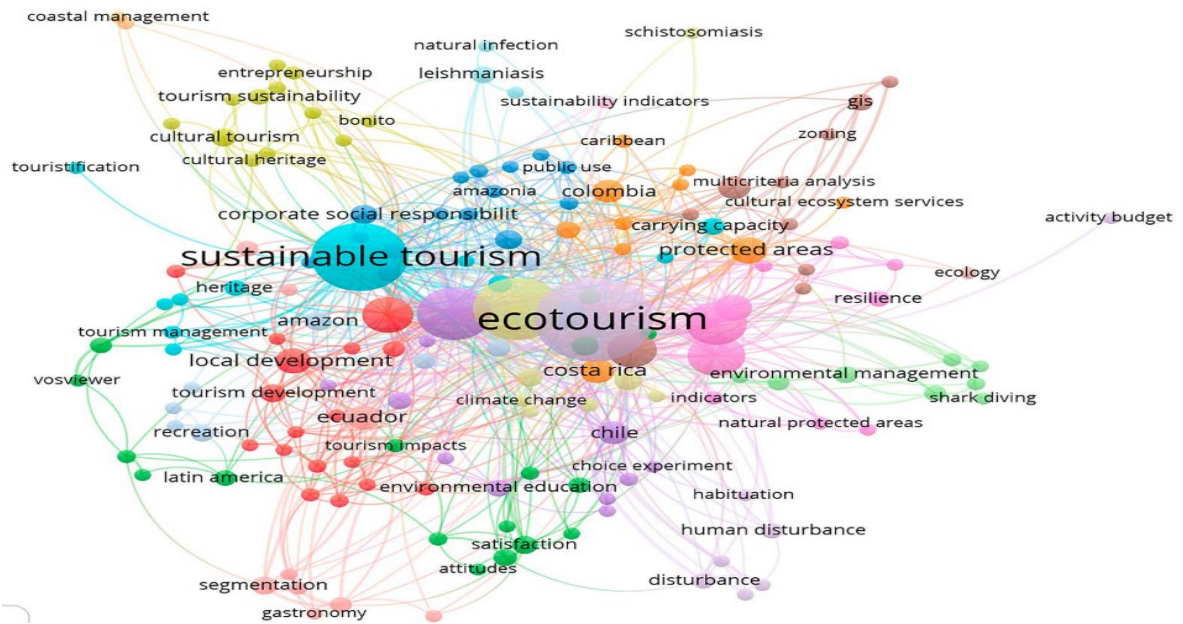 coastal management
schistosomiasis
natural infection
entrepreneurship
leishmaniasis
tourism sustainability
sustainability indicators
gis
bonito
cultural tourism
caribbean
zoning
cultural heritage
touristification
public use
amazonia
colombia
multicriteria analysis
cultural ecosystem services
corporate social responsibilit
carrying capacity
activity budget
sustainable tourism
protected areas
ecology
heritage
resilience
amazon
ecotourism
tourism management
local development
costa rica
environmental management
vosviewer
tourism development
climate change
indicators
shark diving
ecuador
recreation
chile
natural protected areas
tourism impacts
choice experiment
latin america
environmental education
habituation
human disturbance
satisfaction
attitudes
disturbance
segmentation
gastronomy